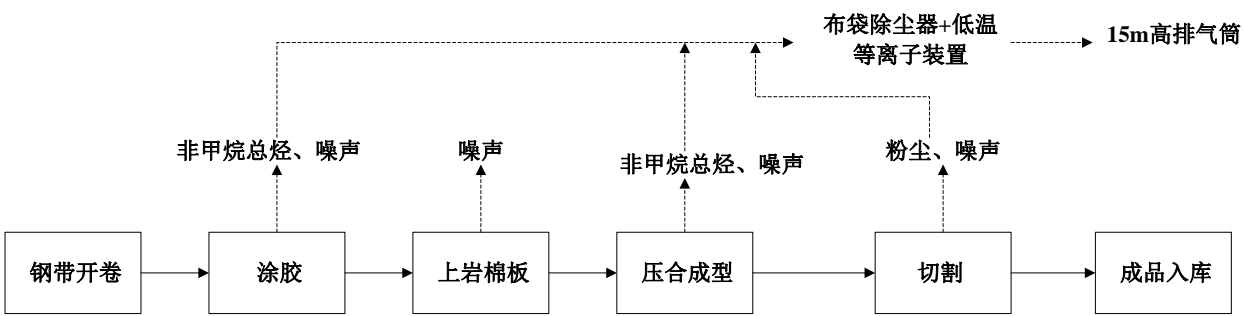 布袋除尘器+低温
等离子装置
15m高排气筒
非甲烷总烃、噪声
噪声
非甲烷总烃、噪声
粉尘、噪声
钢带开卷
涂胶
上岩棉板
压合成型
切割
成品入库